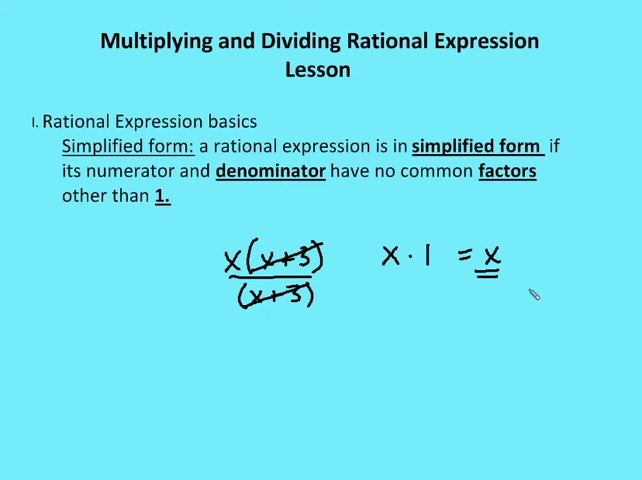 Multiplying and Dividing Rational Expression
Lesson
I. Rational Expression basics
Simplified form: a rational expression is in simplified form if
its numerator and denominator have no common factors
other than 1.
x(x+3) x · 1 = x
(x+3)